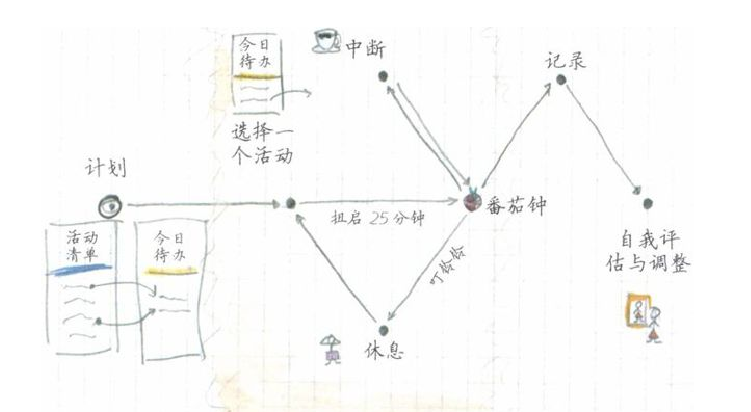 今日
待办
中断
记录
选择一
个活动
计划
扭启 25分钟
番茄钟
活动
清单
今日
待办
叮铃铃
自我评
估与调整
休息